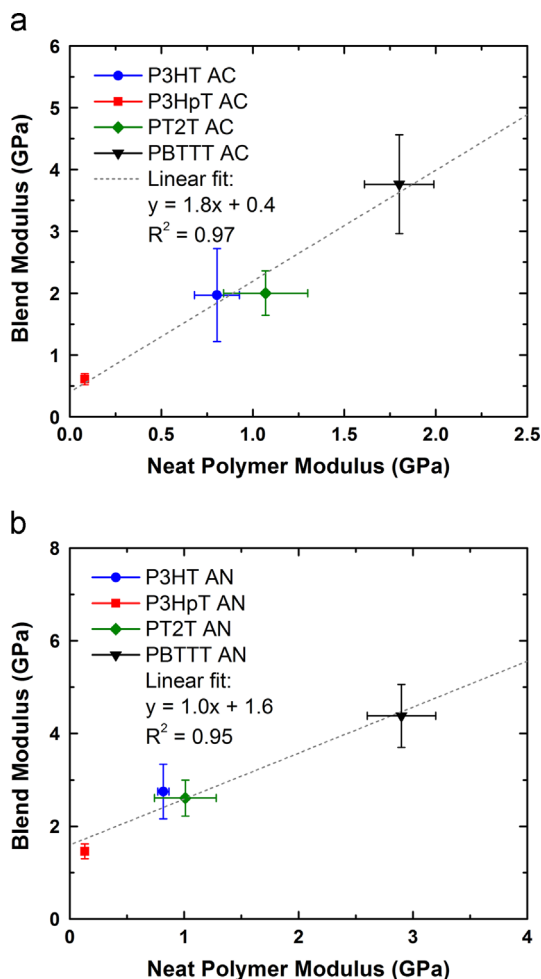 a
6
5
4
3
2
1
0
Blend Modulus (GPa)
P3HT AC
P3HpT AC
PT2T AC
PBTTT AC
Linear fit:
y = 1.8x + 0.4
R² = 0.97
0.0 0.5 1.0 1.5 2.0 2.5
Neat Polymer Modulus (GPa)
b
8
6
4
2
0
Blend Modulus (GPa)
P3HT AN
P3HpT AN
PT2T AN
PBTTT AN
Linear fit:
y = 1.0x + 1.6
R² = 0.95
0 1 2 3 4
Neat Polymer Modulus (GPa)